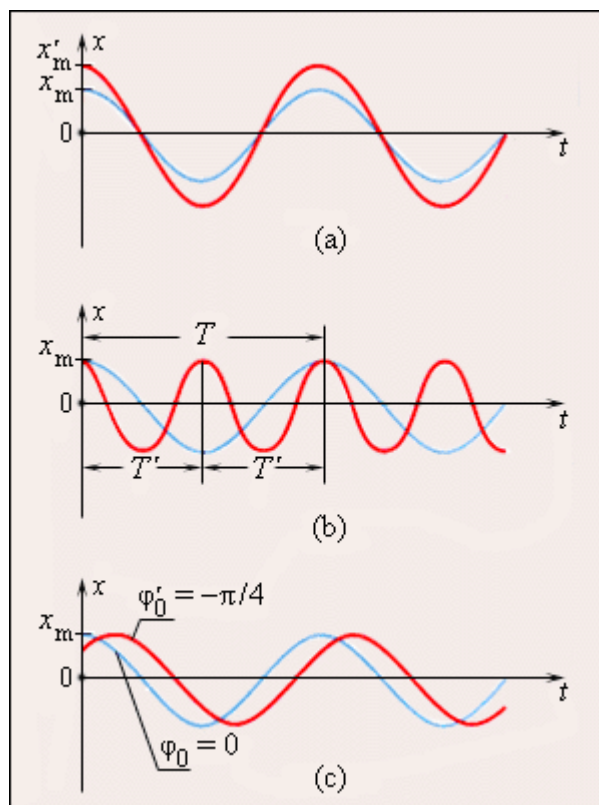 x
x′m
xm
0
t
(a)
x
T
xm
0
t
T′ T′
(b)
x
φ′0 = −π/4
xm
0
t
φ0 = 0
(c)